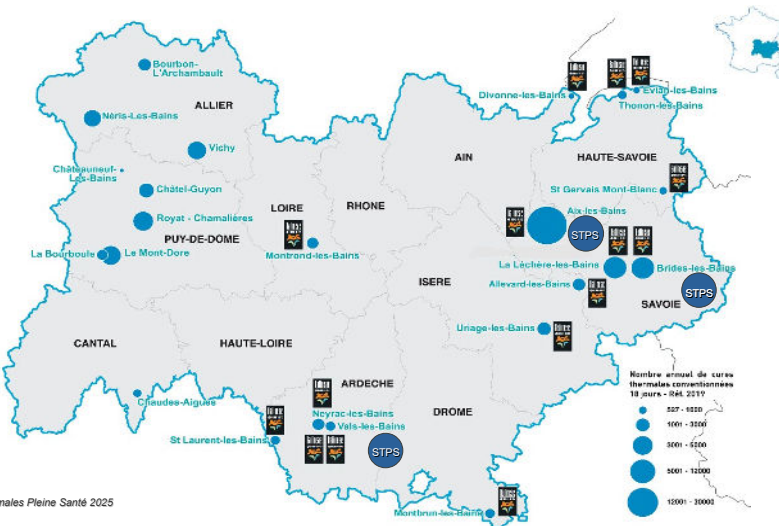 Bourbon-
L'Archambault
ALLIER
Néris-Les-Bains
Vichy
Châteauneuf-
Les-Bains
Châtel-Guyon
Royat - Chamalières
PUY-DE-DOME
La Bourboule
Le Mont-Dore
LOIRE
RHONE
Montrond-les-Bains
AIN
Divonne-les-Bains
Evian-les-Bains
Thonon-les-Bains
HAUTE-SAVOIE
St Gervais Mont-Blanc
Aix-les-Bains
STPS
La Léchère-les-Bains
Brides-les-Bains
Allevard-les-Bains
STPS
SAVOIE
ISERE
Uriage-les-Bains
CANTAL
HAUTE-LOIRE
Chaudes-Aigues
ARDECHE
Neyrac-les-Bains
Vals-les-Bains
St Laurent-les-Bains
STPS
DROME
Montbrun-les-Bains
Nombre annuel de cures
thermales conventionnées
18 jours - Réf. 2019
527 - 1000
1001 - 3000
3001 - 5000
5001 - 12000
12001 - 30000
males Pleine Santé 2025